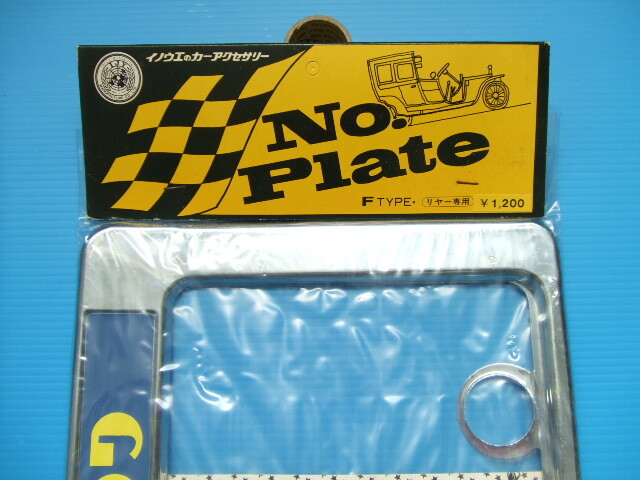 イノウエのカーアクセサリー
No.
Plate
F TYPE・ リヤー専用 ¥1,200